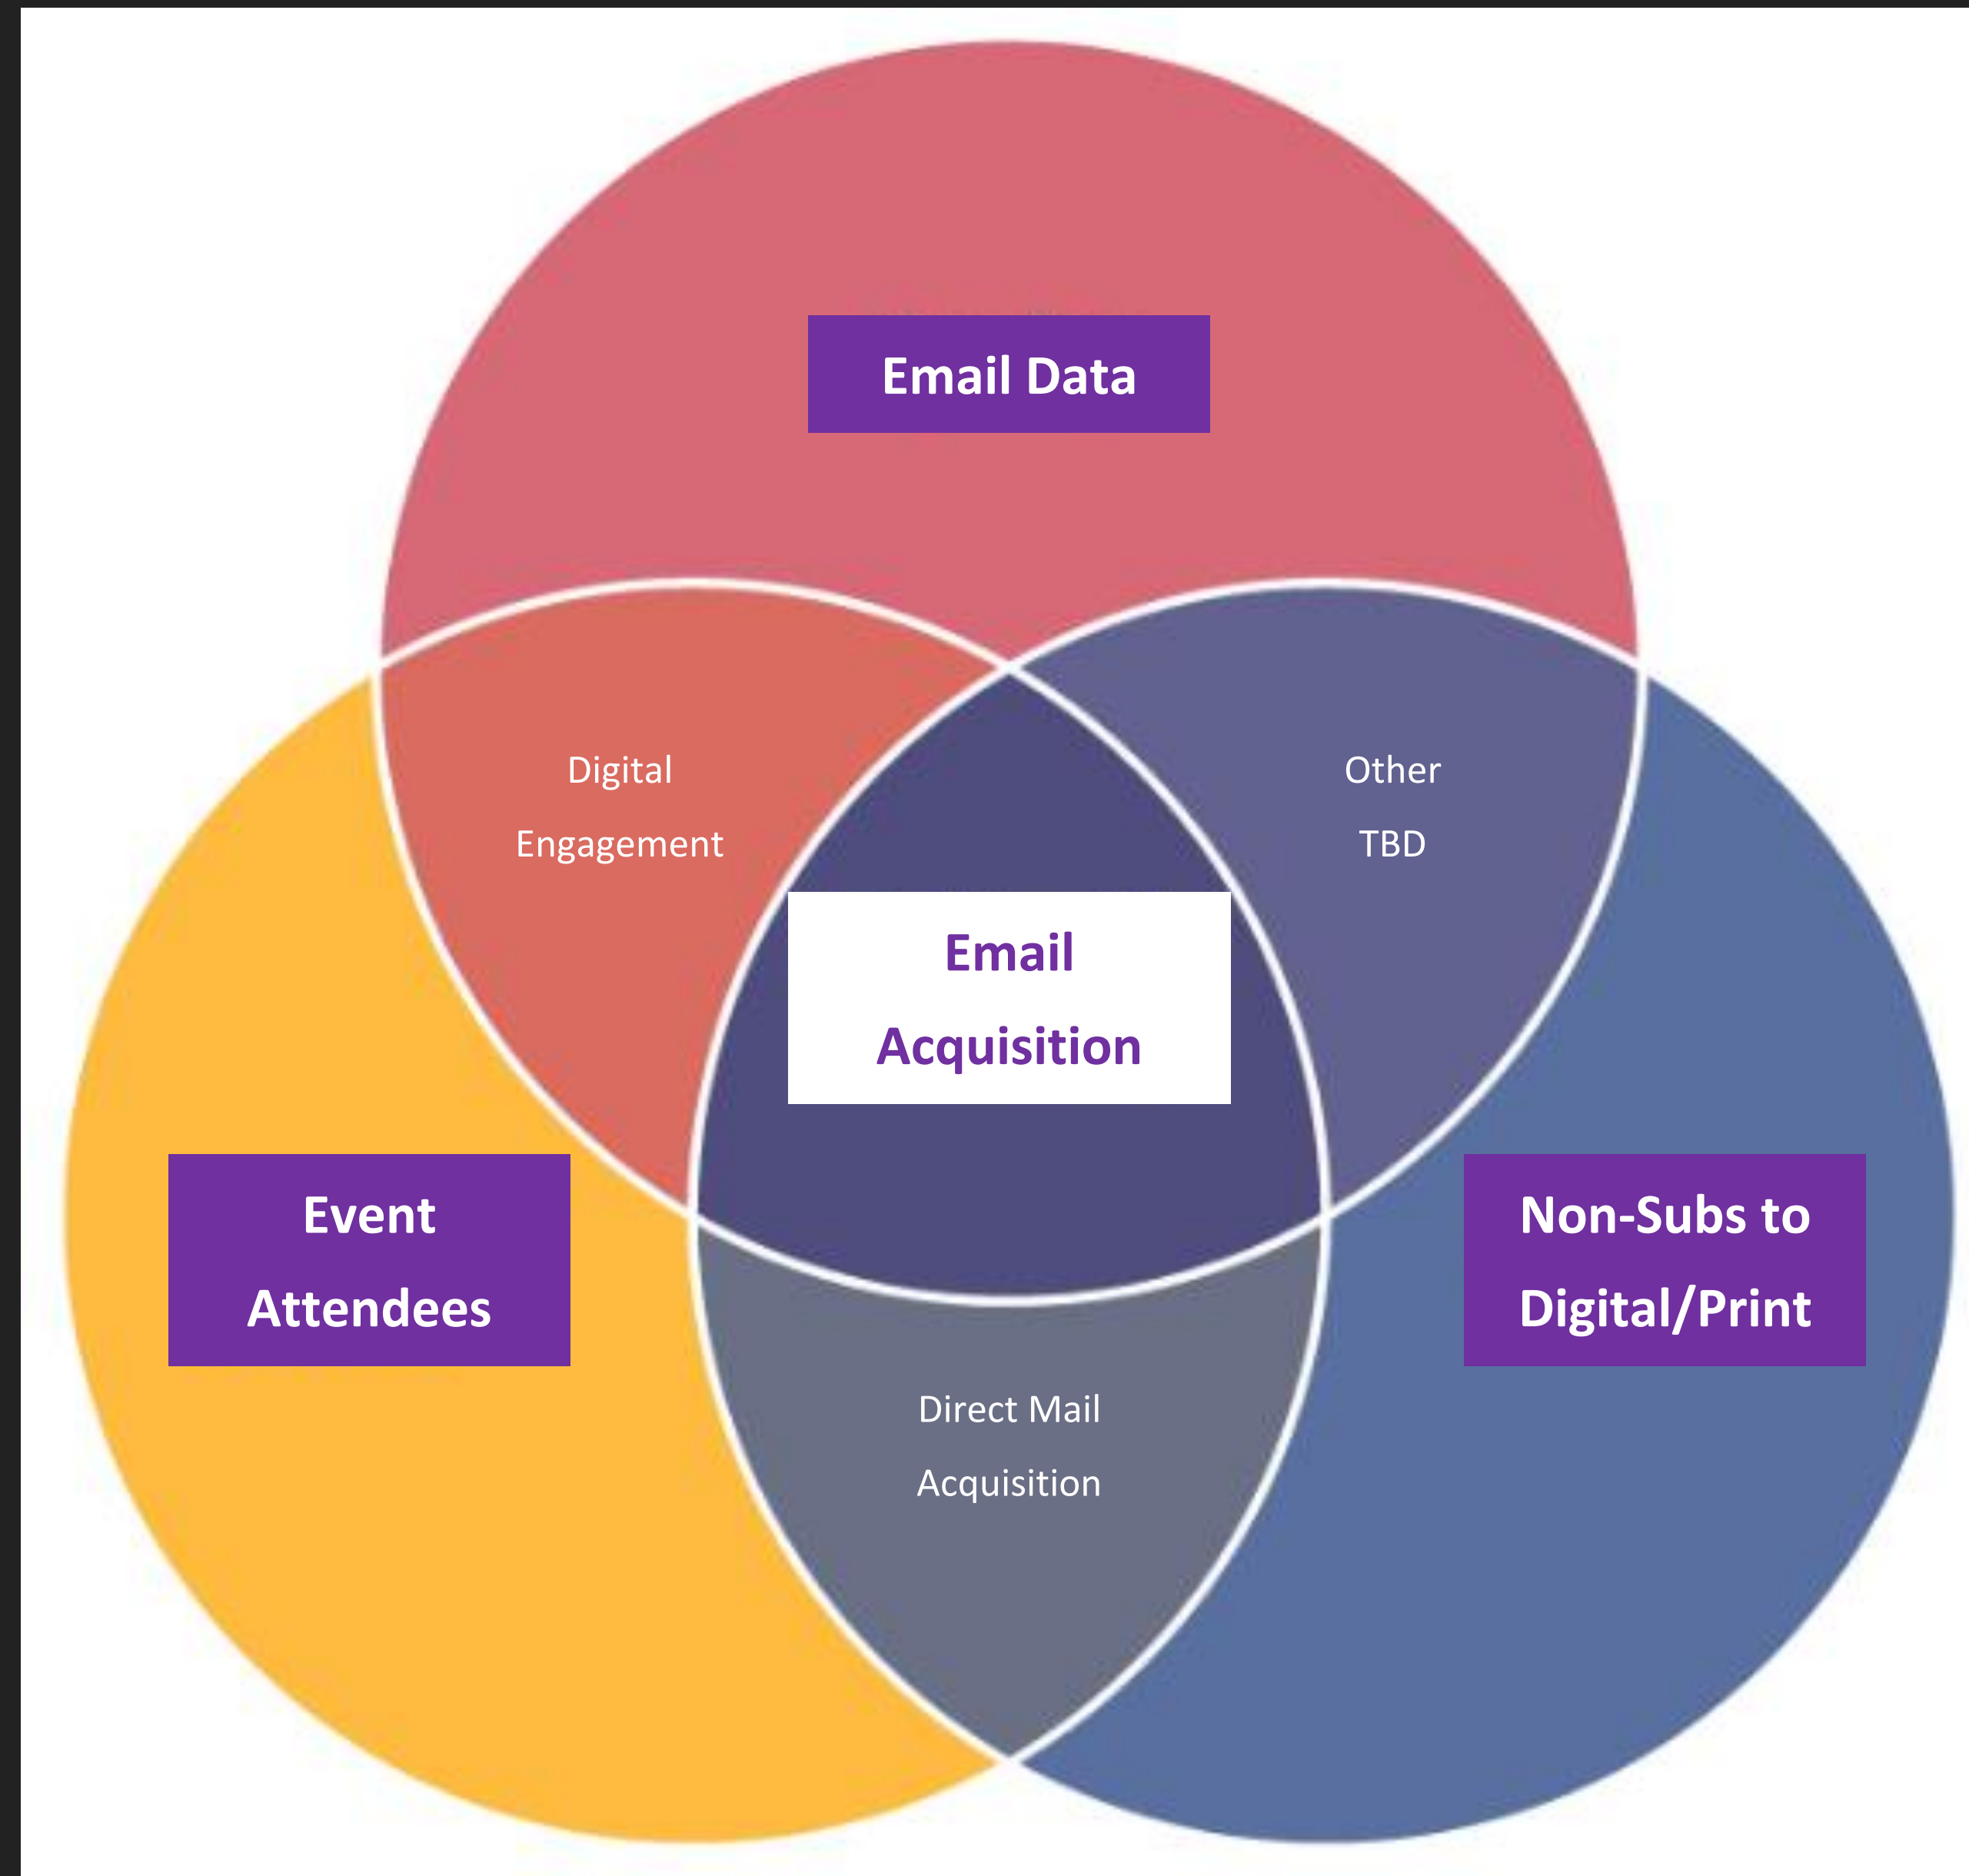 Email Data
Digital
Engagement
Other
TBD
Email
Acquisition
Event
Attendees
Non-Subs to
Digital/Print
Direct Mail
Acquisition